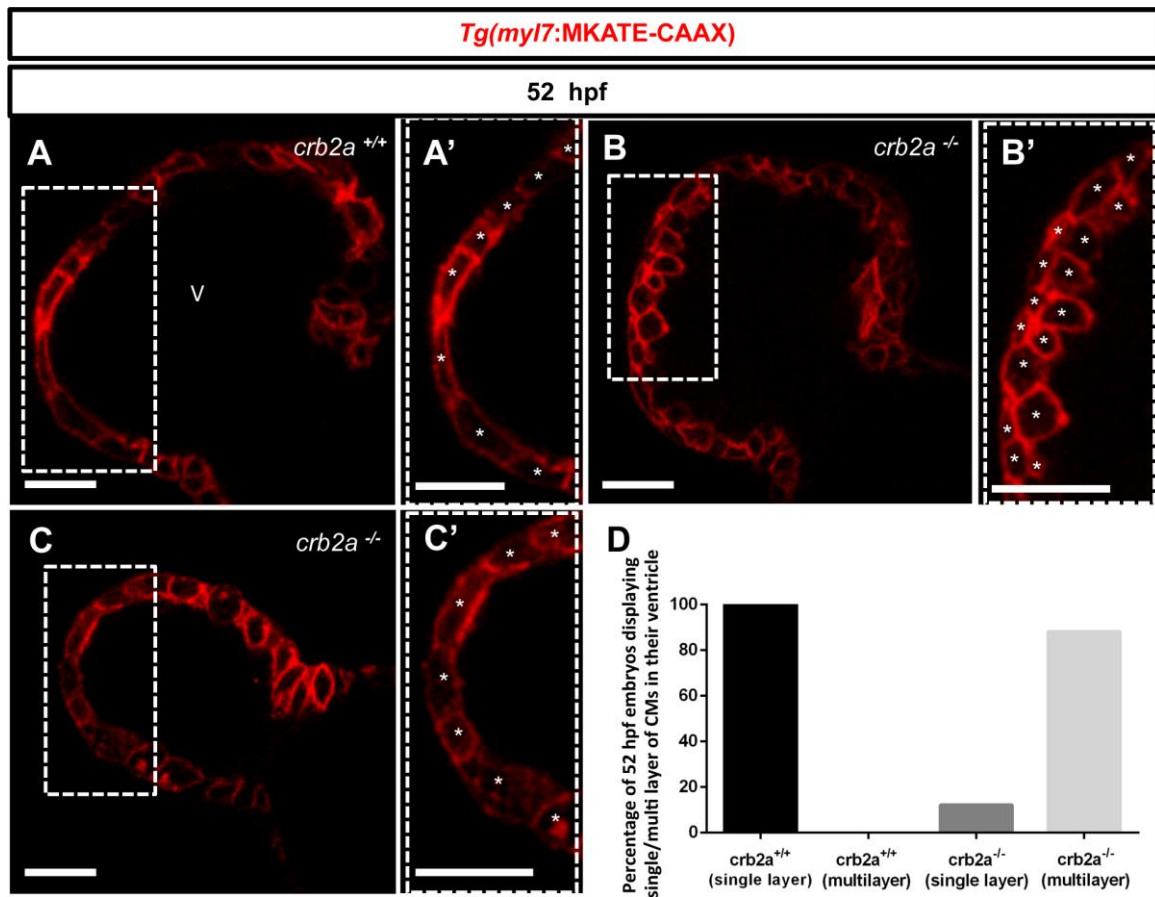 Tg(myl7:MKATE-CAAX)
52 hpf
A
crb2a +/+
V
A'
* * * * * * * *
B
crb2a -/-
B'
* * * * * * * * * * * * * * * *
C
crb2a -/-
C'
* * * * * * *
D
Percentage of 52 hpf embryos displaying
single/multi layer of CMs in their ventricle
100
80
60
40
20
0
crb2a+/+
(single layer)
crb2a+/+
(multilayer)
crb2a-/-
(single layer)
crb2a-/-
(multilayer)